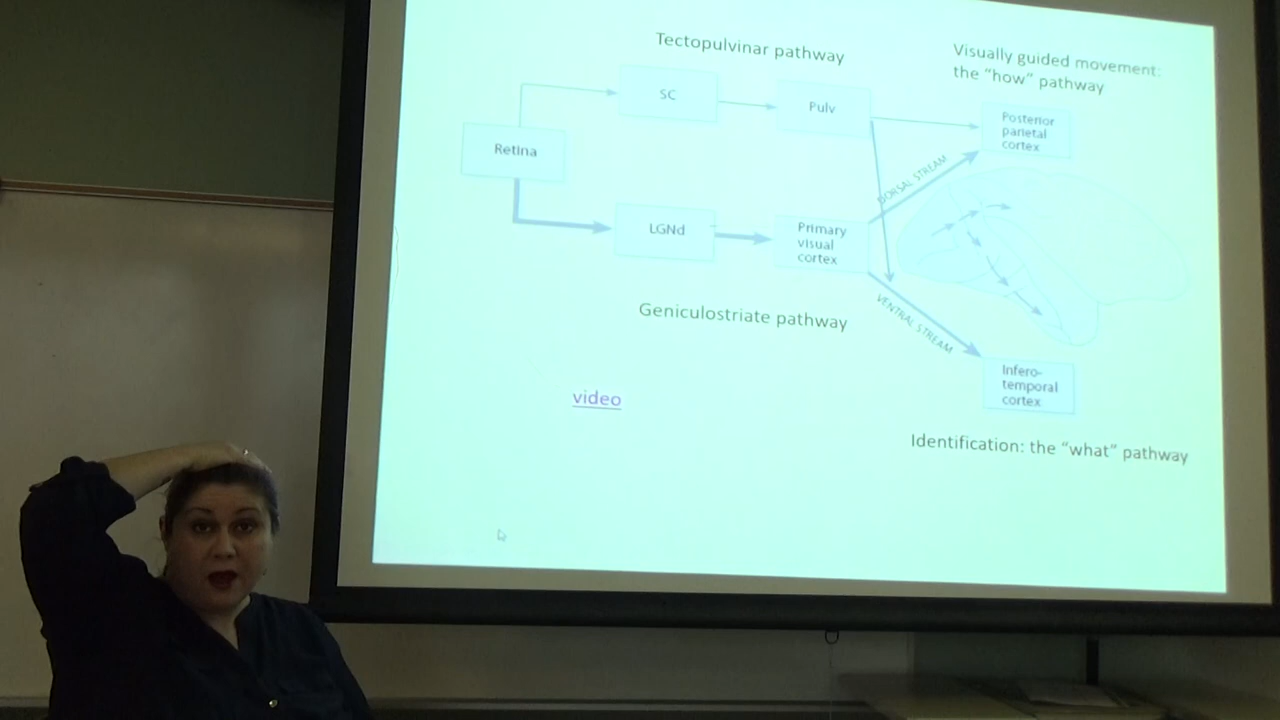 Tectopulvinar pathway
Visually guided movement:
the "how" pathway
SC
Pulv
Posterior
parietal
cortex
Retina
DORSAL STREAM
LGNd
Primary
visual
cortex
Geniculostriate pathway
VENTRAL STREAM
Infero-
temporal
cortex
video
Identification: the "what" pathway